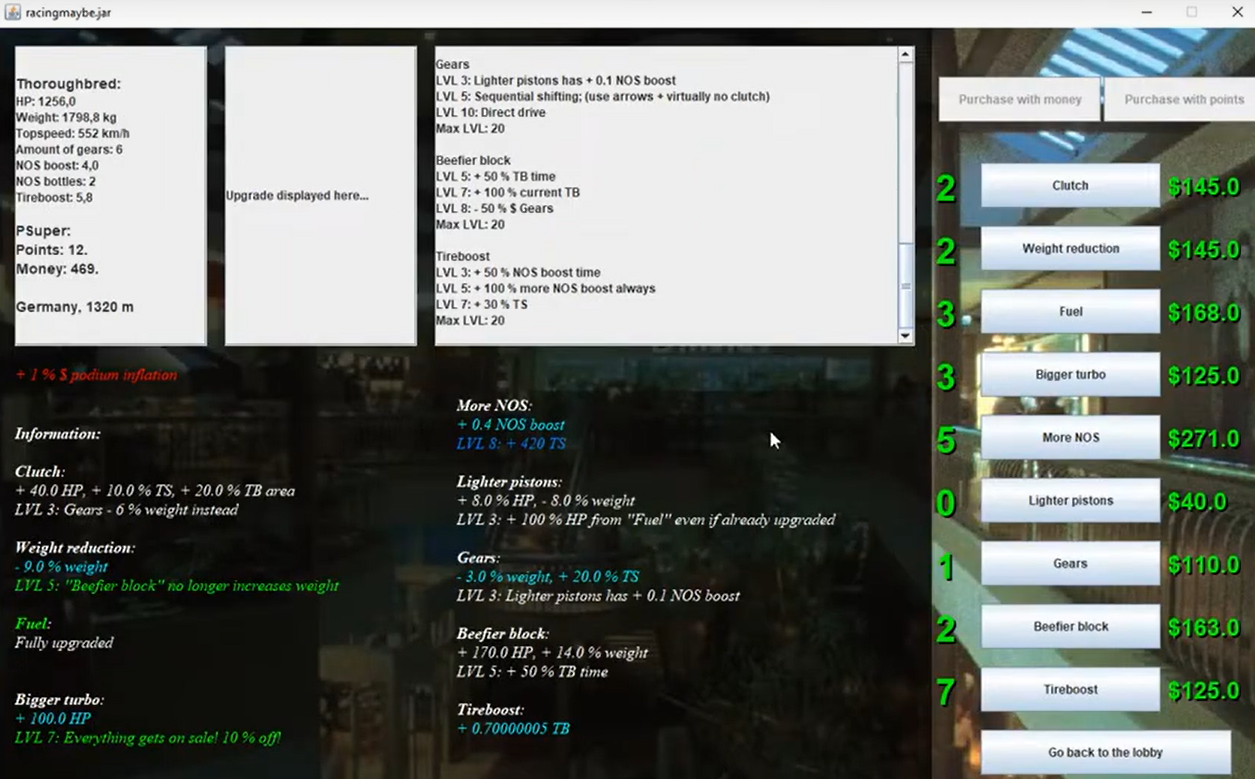 racingmaybe.jar
Thoroughbred:
HP: 1256,0
Weight: 1798,8 kg
Topspeed: 552 km/h
Amount of gears: 6
NOS boost: 4,0
NOS bottles: 2
Tireboost: 5,8
PSuper:
Points: 12.
Money: 469.
Germany, 1320 m
Upgrade displayed here...
Gears
LVL 3: Lighter pistons has + 0.1 NOS boost
LVL 5: Sequential shifting; (use arrows + virtually no clutch)
LVL 10: Direct drive
Max LVL: 20
Beefier block
LVL 5: + 50 % TB time
LVL 7: + 100 % current TB
LVL 8: - 50 % $ Gears
Max LVL: 20
Tireboost
LVL 3: + 50 % NOS boost time
LVL 5: + 100 % more NOS boost always
LVL 7: + 30 % TS
Max LVL: 20
Purchase with money
Purchase with points
2 Clutch $145.0
2 Weight reduction $145.0
3 Fuel $168.0
3 Bigger turbo $125.0
5 More NOS $271.0
0 Lighter pistons $40.0
1 Gears $110.0
2 Beefier block $163.0
7 Tireboost $125.0
Go back to the lobby
+ 1 % $ podium inflation
Information:
Clutch:
+ 40.0 HP, + 10.0 % TS, + 20.0 % TB area
LVL 3: Gears - 6 % weight instead
Weight reduction:
- 9.0 % weight
LVL 5: "Beefier block" no longer increases weight
Fuel:
Fully upgraded
Bigger turbo:
+ 100.0 HP
LVL 7: Everything gets on sale! 10 % off!
More NOS:
+ 0.4 NOS boost
LVL 8: + 420 TS
Lighter pistons:
+ 8.0 % HP, - 8.0 % weight
LVL 3: + 100 % HP from "Fuel" even if already upgraded
Gears:
- 3.0 % weight, + 20.0 % TS
LVL 3: Lighter pistons has + 0.1 NOS boost
Beefier block:
+ 170.0 HP, + 14.0 % weight
LVL 5: + 50 % TB time
Tireboost:
+ 0.70000005 TB